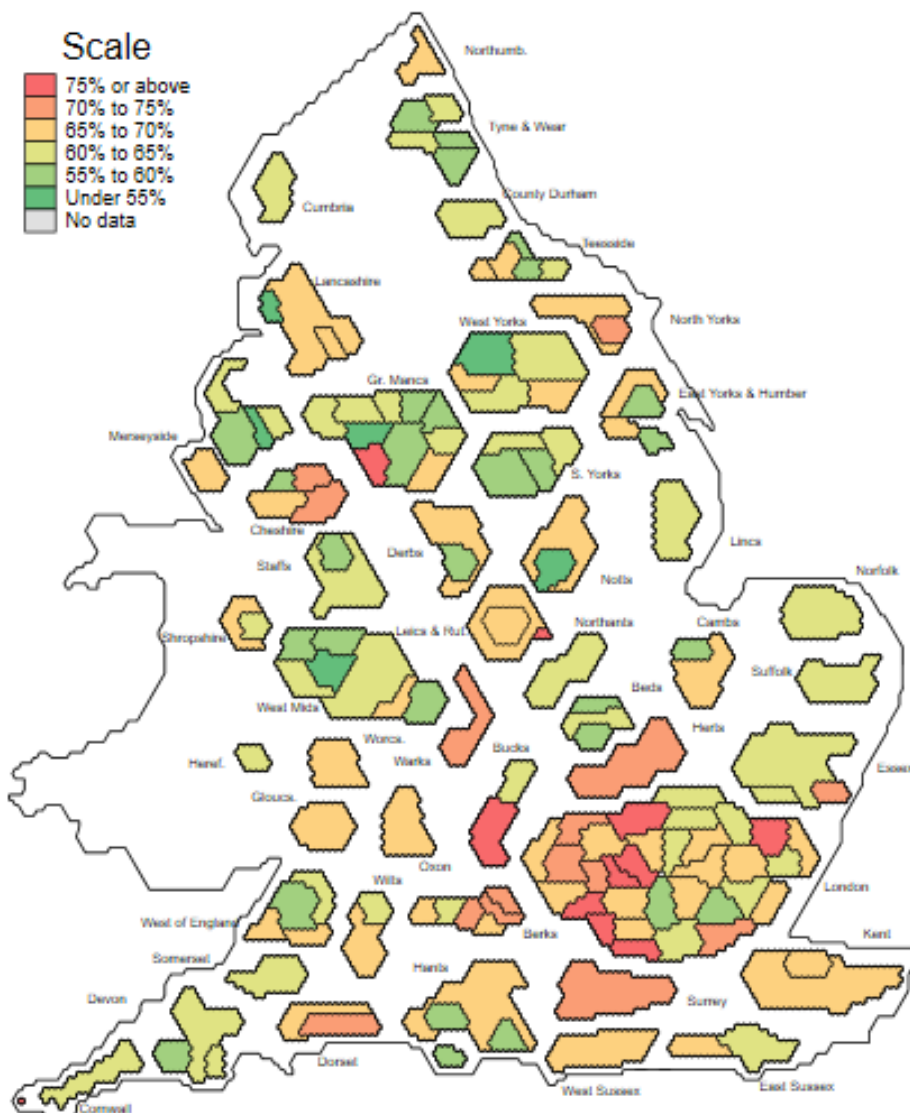 Scale
75% or above
70% to 75%
65% to 70%
60% to 65%
55% to 60%
Under 55%
No data
Northumb.
Tyne & Wear
County Durham
Cumbria
Teesside
Lancashire
North Yorks
West Yorks
Gr. Mancs
East Yorks & Humber
Merseyside
S. Yorks
Cheshire
Derbs
Lincs
Staffs
Notts
Norfolk
Shropshire
Leics & Rut.
Northants
Cambs
Suffolk
Beds
West Mids
Herts
Worcs.
Bucks
Warks
Heref.
Essex
Gloucs.
Oxon
Wilts
London
West of England
Berks
Kent
Somerset
Hants
Devon
Surrey
Dorset
West Sussex
East Sussex
Cornwall